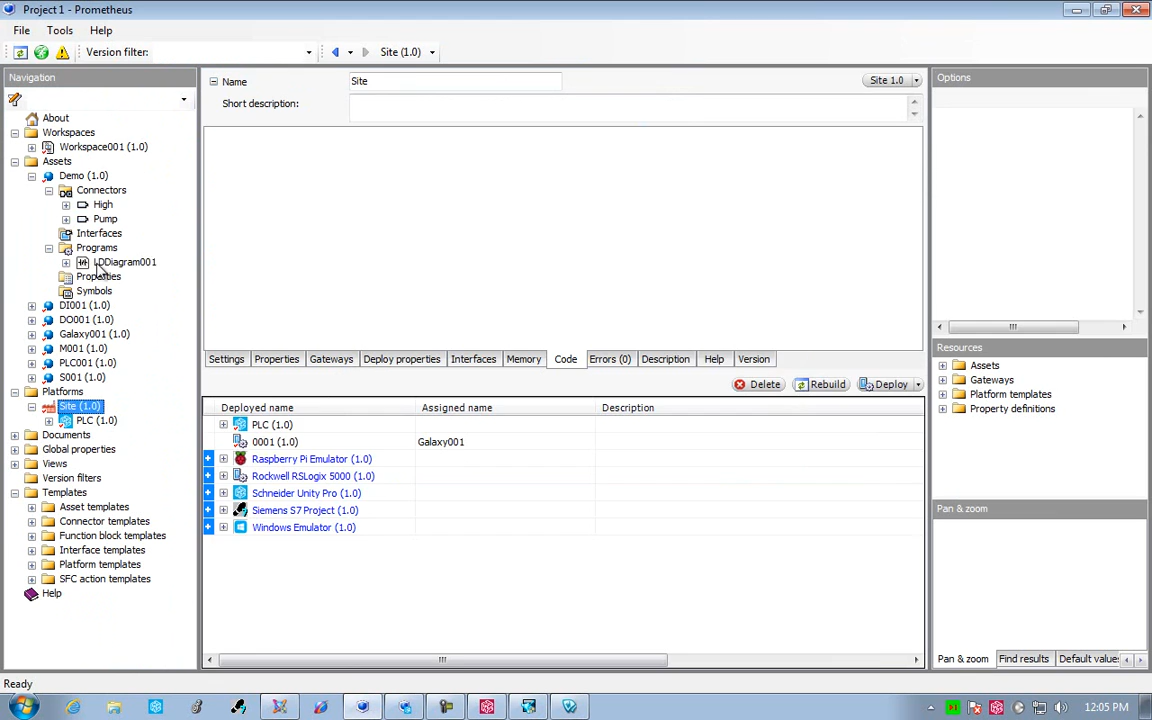 Project 1 - Prometheus
File Tools Help
Version filter: Site (1.0)
Navigation
About
Workspaces
Workspace001 (1.0)
Assets
Demo (1.0)
Connectors
High
Pump
Interfaces
Programs
LDDiagram001
Properties
Symbols
DI001 (1.0)
DO001 (1.0)
Galaxy001 (1.0)
M001 (1.0)
PLC001 (1.0)
S001 (1.0)
Platforms
Site (1.0)
PLC (1.0)
Documents
Global properties
Views
Version filters
Templates
Asset templates
Connector templates
Function block templates
Interface templates
Platform templates
SFC action templates
Help
Name Site Site 1.0
Short description:
Settings Properties Gateways Deploy properties Interfaces Memory Code Errors (0) Description Help Version
Delete Rebuild Deploy
Deployed name Assigned name Description
PLC (1.0)
0001 (1.0) Galaxy001
Raspberry Pi Emulator (1.0)
Rockwell RSLogix 5000 (1.0)
Schneider Unity Pro (1.0)
Siemens S7 Project (1.0)
Windows Emulator (1.0)
Options
Resources
Assets
Gateways
Platform templates
Property definitions
Pan & zoom
Pan & zoom Find results Default values
Ready
12:05 PM